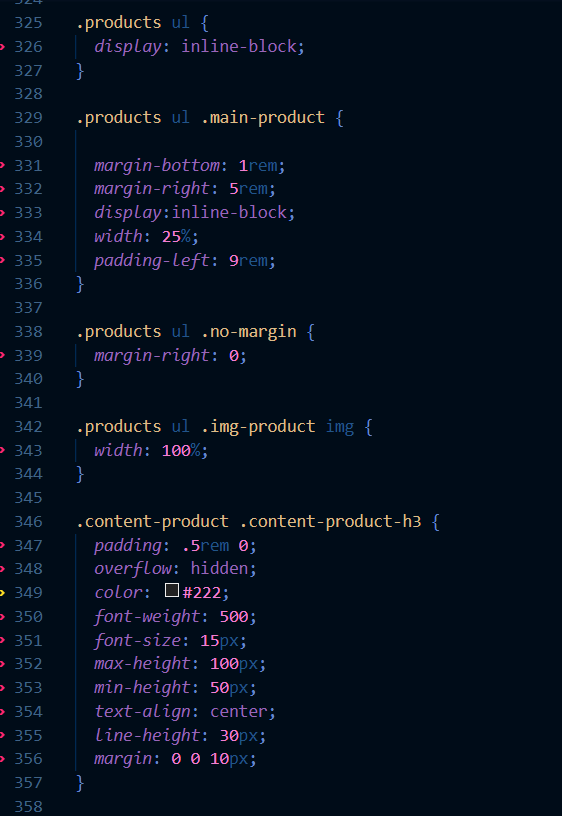 324
325 .products ul {
326 display: inline-block;
327 }
328
329 .products ul .main-product {
330
331 margin-bottom: 1rem;
332 margin-right: 5rem;
333 display:inline-block;
334 width: 25%;
335 padding-left: 9rem;
336 }
337
338 .products ul .no-margin {
339 margin-right: 0;
340 }
341
342 .products ul .img-product img {
343 width: 100%;
344 }
345
346 .content-product .content-product-h3 {
347 padding: .5rem 0;
348 overflow: hidden;
349 color: #222;
350 font-weight: 500;
351 font-size: 15px;
352 max-height: 100px;
353 min-height: 50px;
354 text-align: center;
355 line-height: 30px;
356 margin: 0 0 10px;
357 }
358